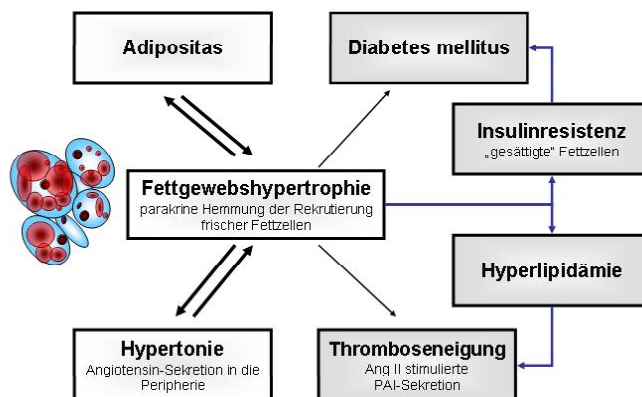 Adipositas
Diabetes mellitus
Insulinresistenz
„gesättigte" Fettzellen
Fettgewebshypertrophie
parakrine Hemmung der Rekrutierung
frischer Fettzellen
Hyperlipidämie
Hypertonie
Angiotensin-Sekretion in die
Peripherie
Thromboseneigung
Ang II stimulierte
PAI-Sekretion